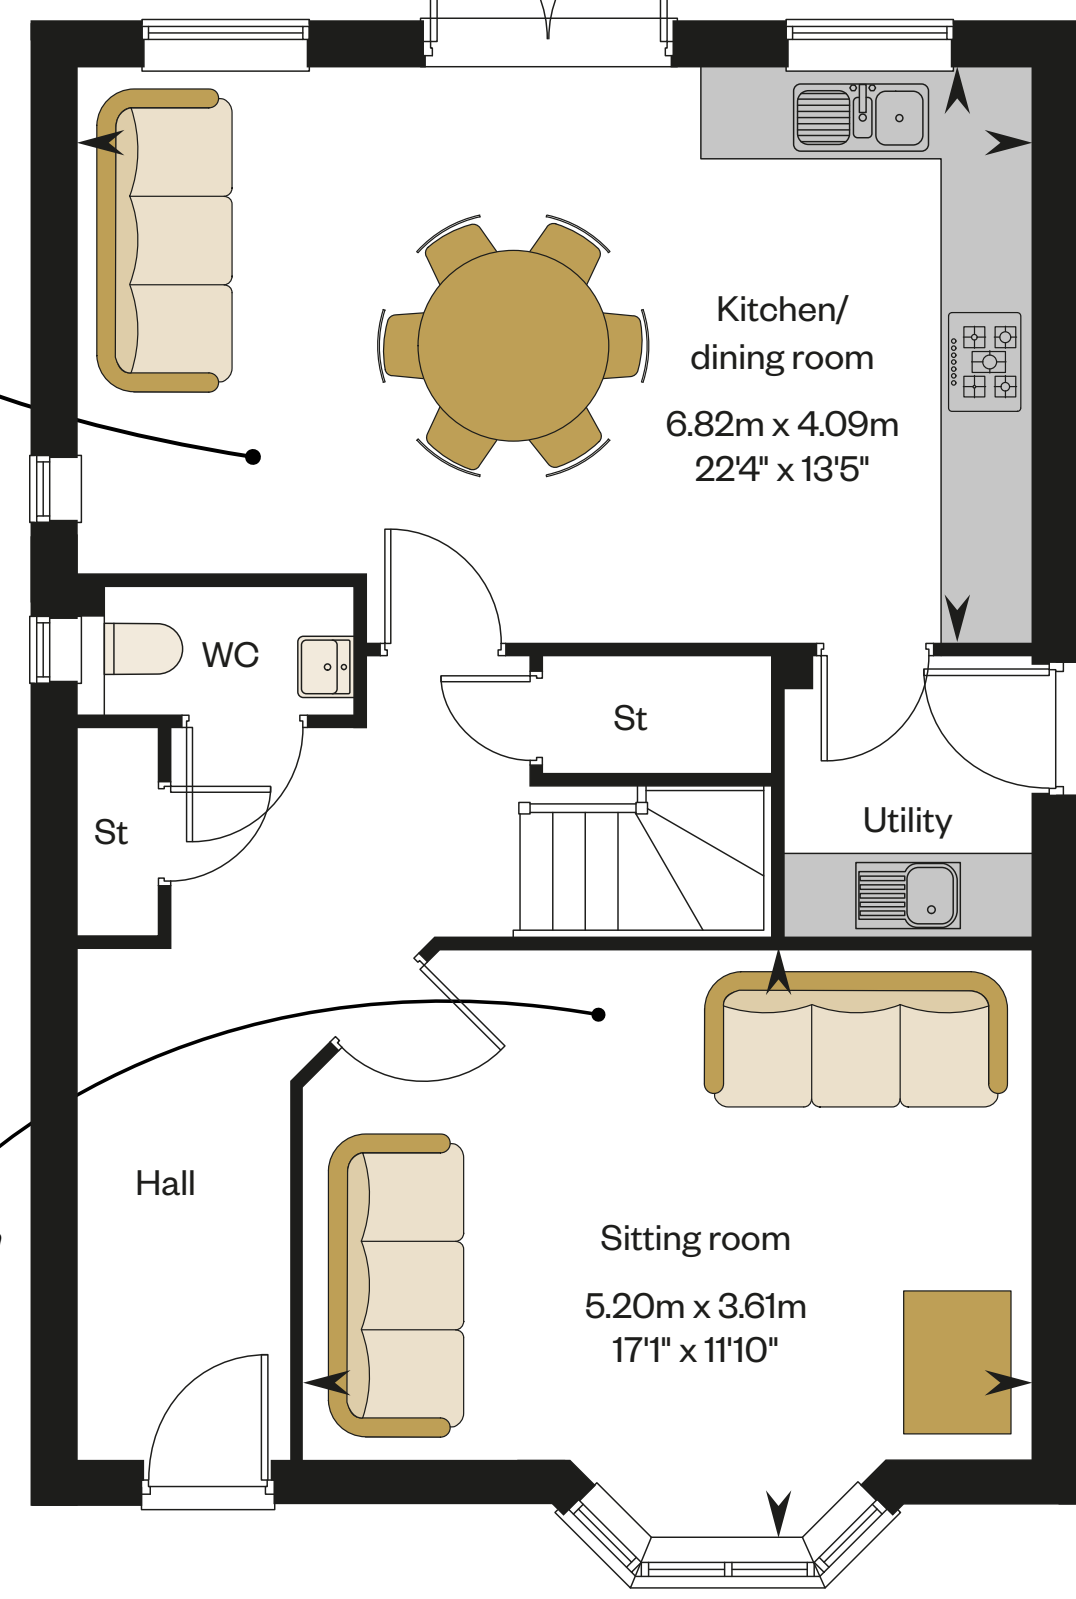 Kitchen/
dining room
6.82m x 4.09m
22'4" x 13'5"
WC
St
St
Utility
Hall
Sitting room
5.20m x 3.61m
17'1" x 11'10"